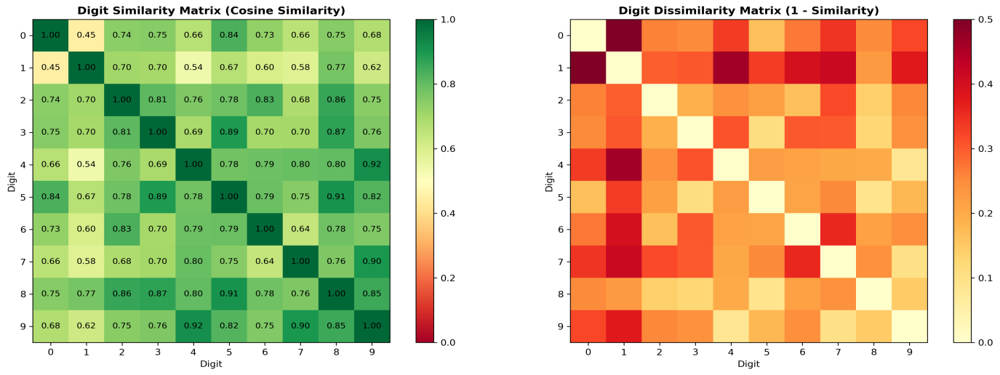 Digit Similarity Matrix (Cosine Similarity)
Digit
0 1.00 0.45 0.74 0.75 0.66 0.84 0.73 0.66 0.75 0.68
1 0.45 1.00 0.70 0.70 0.54 0.67 0.60 0.58 0.77 0.62
2 0.74 0.70 1.00 0.81 0.76 0.78 0.83 0.68 0.86 0.75
3 0.75 0.70 0.81 1.00 0.69 0.89 0.70 0.70 0.87 0.76
4 0.66 0.54 0.76 0.69 1.00 0.78 0.79 0.80 0.80 0.92
5 0.84 0.67 0.78 0.89 0.78 1.00 0.79 0.75 0.91 0.82
6 0.73 0.60 0.83 0.70 0.79 0.79 1.00 0.64 0.78 0.75
7 0.66 0.58 0.68 0.70 0.80 0.75 0.64 1.00 0.76 0.90
8 0.75 0.77 0.86 0.87 0.80 0.91 0.78 0.76 1.00 0.85
9 0.68 0.62 0.75 0.76 0.92 0.82 0.75 0.90 0.85 1.00
0 1 2 3 4 5 6 7 8 9
Digit
1.0
0.8
0.6
0.4
0.2
0.0
Digit Dissimilarity Matrix (1 - Similarity)
Digit
0
1
2
3
4
5
6
7
8
9
0 1 2 3 4 5 6 7 8 9
Digit
0.5
0.4
0.3
0.2
0.1
0.0